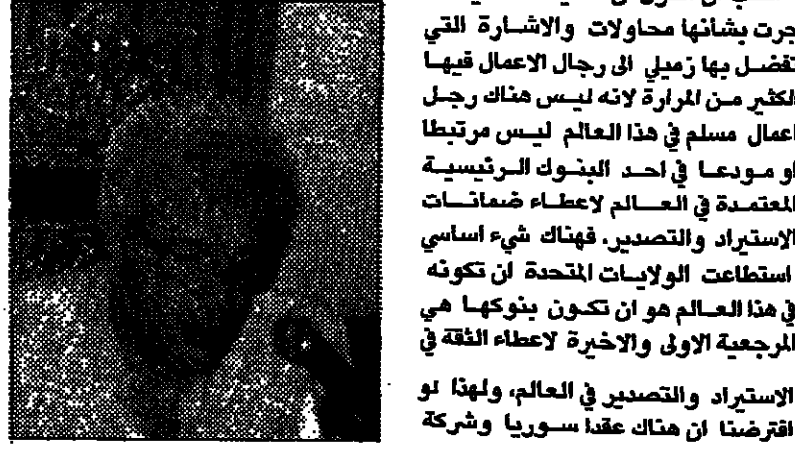 جرت بشأنها محاولات والاشارة التي
تفضل بها زميلي الى رجال الاعمال فيها
الكثير من المرارة لانه ليس هناك رجل
اعمال مسلم في هذا العالم ليس مرتبطا
او مودعا في احد البنوك الرئيسية
المعتمدة في العالم لاعطاء ضمانات
الاستيراد والتصدير. فهناك شيء اساسي
استطاعت الولايات المتحدة ان تكونه
في هذا العالم هو ان تكون بنوكها هي
المرجعية الاولى والاخيرة لاعطاء الثقة في
الاستيراد والتصدير في العالم، ولهذا لو
افترضنا ان هناك عقدا سوريا وشركة